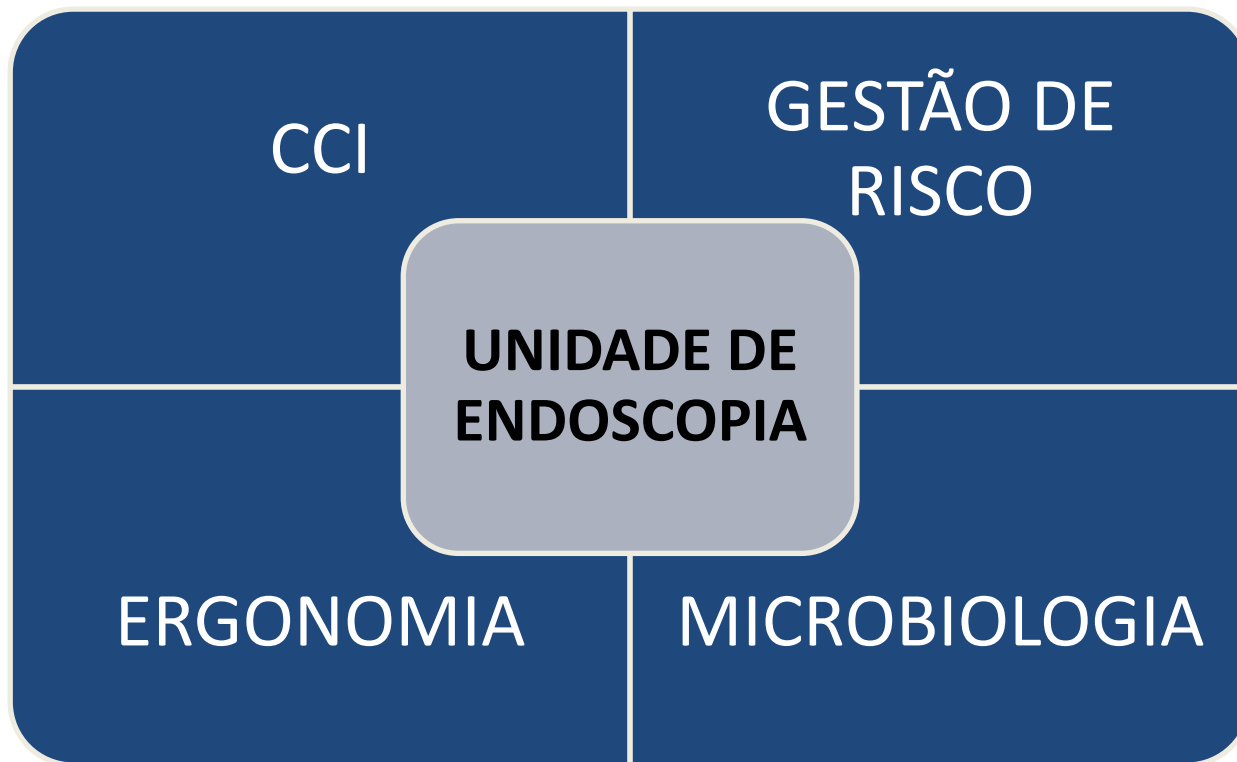 CCI
GESTÃO DE
RISCO
UNIDADE DE
ENDOSCOPIA
ERGONOMIA
MICROBIOLOGIA